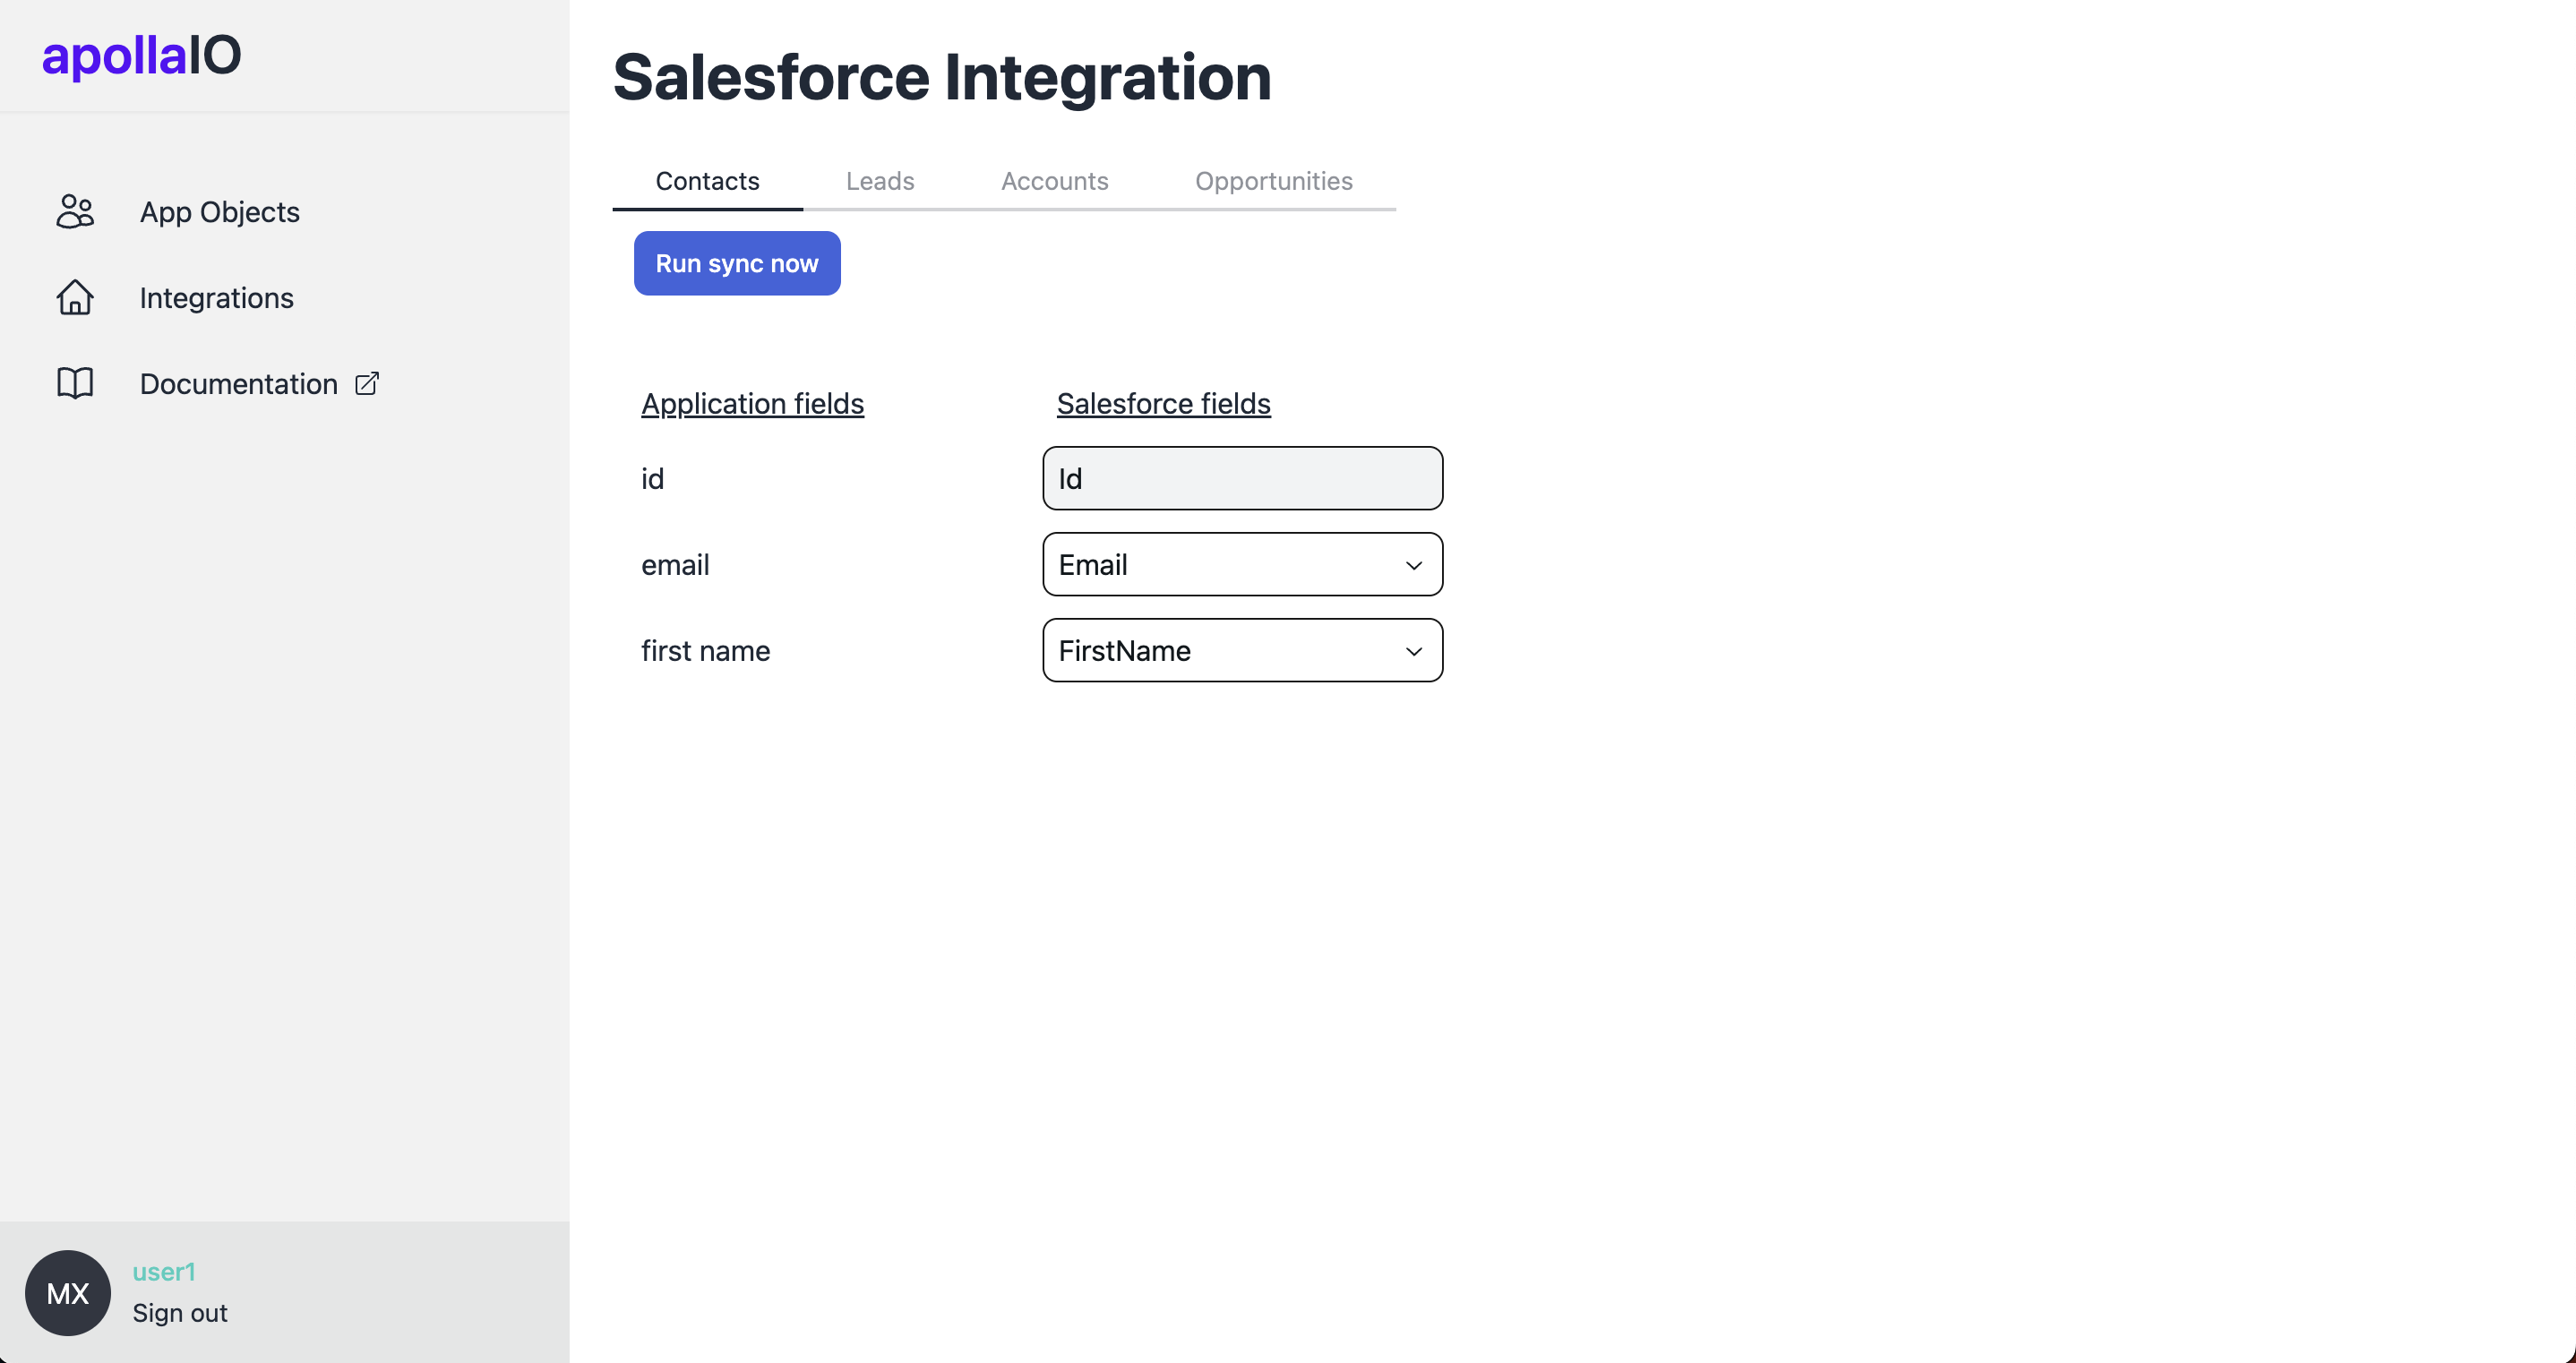 apollaIO
App Objects
Integrations
Documentation
MX
user1
Sign out
Salesforce Integration
Contacts Leads Accounts Opportunities
Run sync now
Application fields Salesforce fields
id Id
email Email
first name FirstName